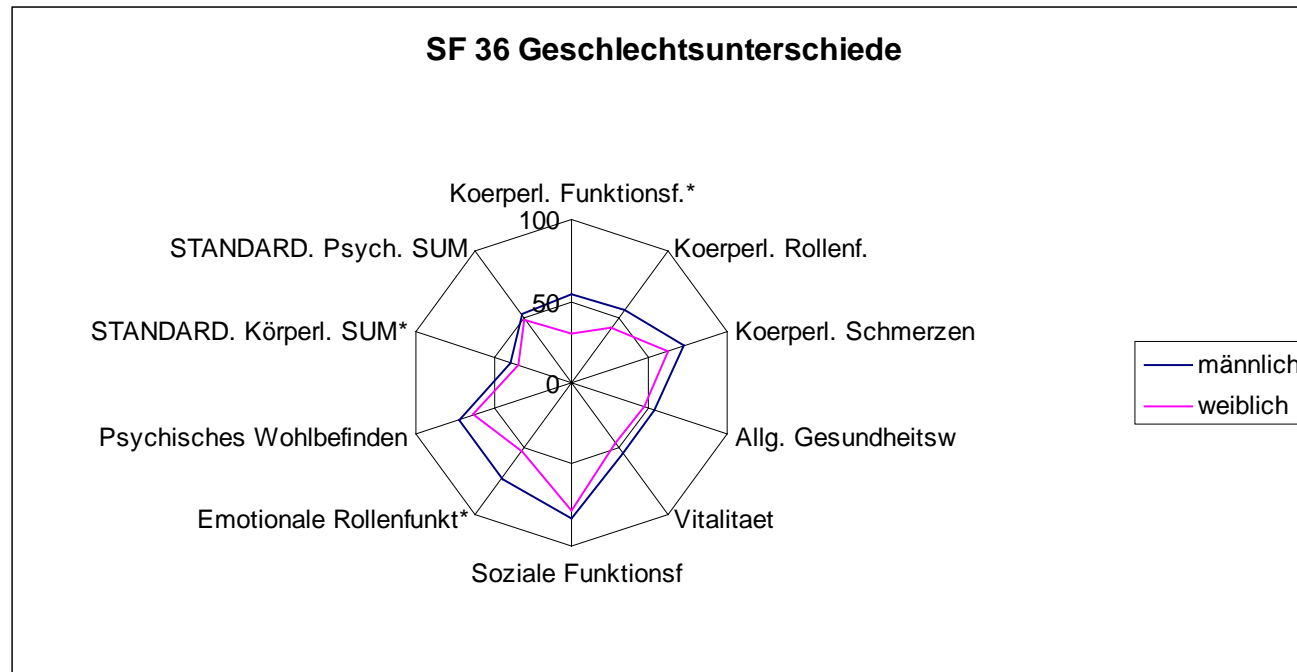 SF 36 Geschlechtsunterschiede
Koerperl. Funktionsf.*
100
STANDARD. Psych. SUM
Koerperl. Rollenf.
50
STANDARD. Körperl. SUM*
Koerperl. Schmerzen
männlich
0
weiblich
Psychisches Wohlbefinden
Allg. Gesundheitsw
Emotionale Rollenfunkt*
Vitalitaet
Soziale Funktionsf